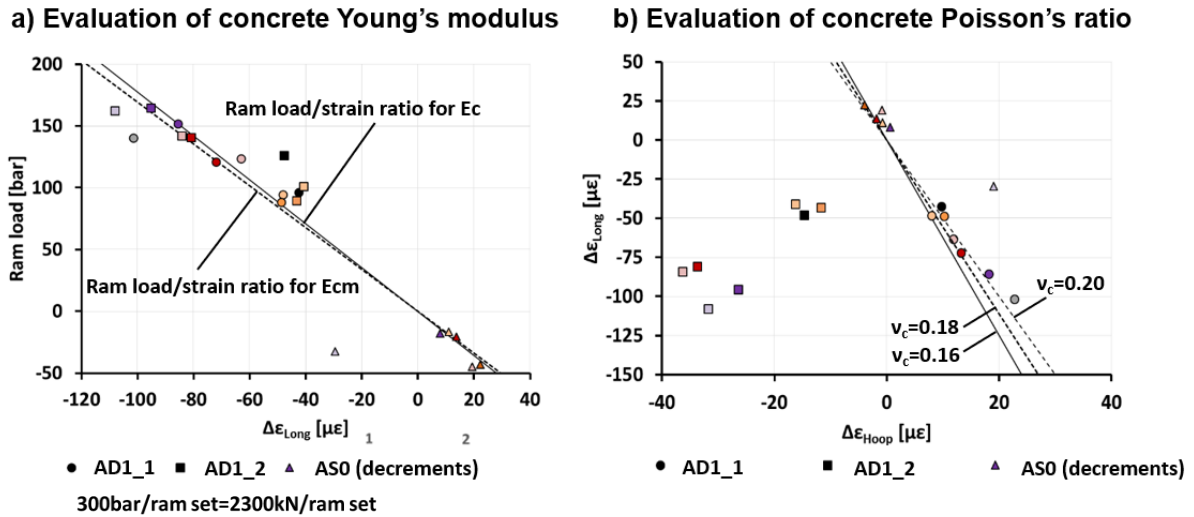 a) Evaluation of concrete Young's modulus
200
150
100
50
0
-50
-120 -100 -80 -60 -40 -20 0 20 40
Ram load [bar]
Ram load/strain ratio for Ec
Ram load/strain ratio for Ecm
Δε_Long [με]
1 2
AD1_1 AD1_2 AS0 (decrements)
300bar/ram set=2300kN/ram set
b) Evaluation of concrete Poisson's ratio
50
25
0
-25
-50
-75
-100
-125
-150
-40 -20 0 20 40
Δε_Long [με]
ν_c=0.20
ν_c=0.18
ν_c=0.16
Δε_Hoop [με]
AD1_1 AD1_2 AS0 (decrements)